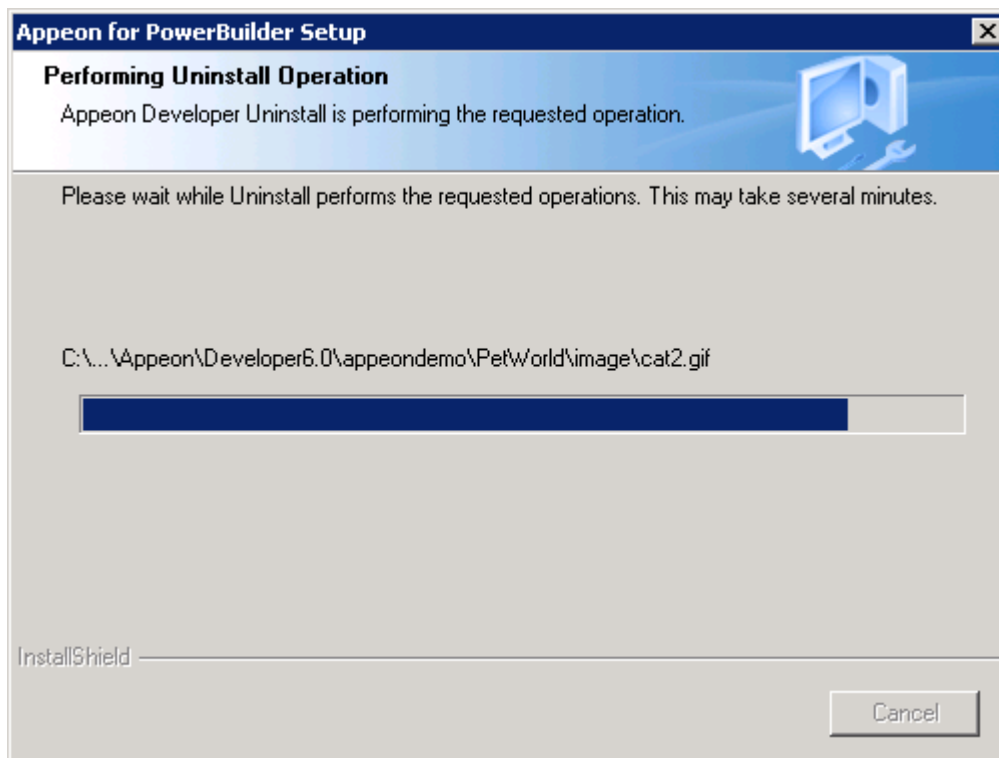 Appeon for PowerBuilder Setup
Performing Uninstall Operation
Appeon Developer Uninstall is performing the requested operation.
Please wait while Uninstall performs the requested operations. This may take several minutes.
C:\...\Appeon\Developer6.0\appeondemo\PetWorld\image\cat2.gif
InstallShield
Cancel